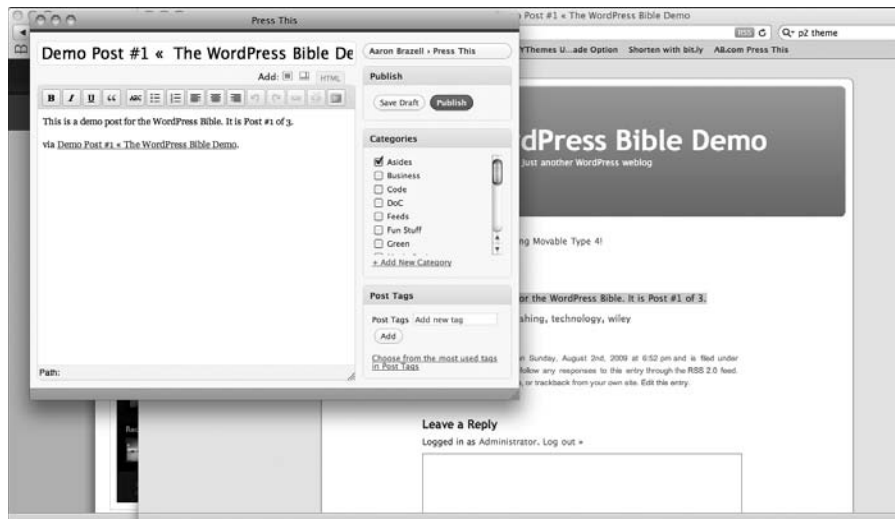 Press This
Post #1 « The WordPress Bible Demo
RSS
p2 theme
YThemes U...ade Option
Shorten with bit.ly
AB.com Press This
Demo Post #1 « The WordPress Bible De
Add:
HTML
B I U “ ABC
This is a demo post for the WordPress Bible. It is Post #1 of 3.
via Demo Post #1 « The WordPress Bible Demo.
Path:
Aaron Brazell › Press This
Publish
Save Draft
Publish
Categories
Asides
Business
Code
DoC
Feeds
Fun Stuff
Green
+ Add New Category
Post Tags
Post Tags Add new tag
Add
Choose from the most used tags
in Post Tags
dPress Bible Demo
Just another WordPress weblog
ng Movable Type 4!
or the WordPress Bible. It is Post #1 of 3.
shing, technology, wiley
on Sunday, August 2nd, 2009 at 6:52 pm and is filed under
follow any responses to this entry through the RSS 2.0 feed.
, or trackback from your own site. Edit this entry.
Leave a Reply
Logged in as Administrator. Log out »
Rec